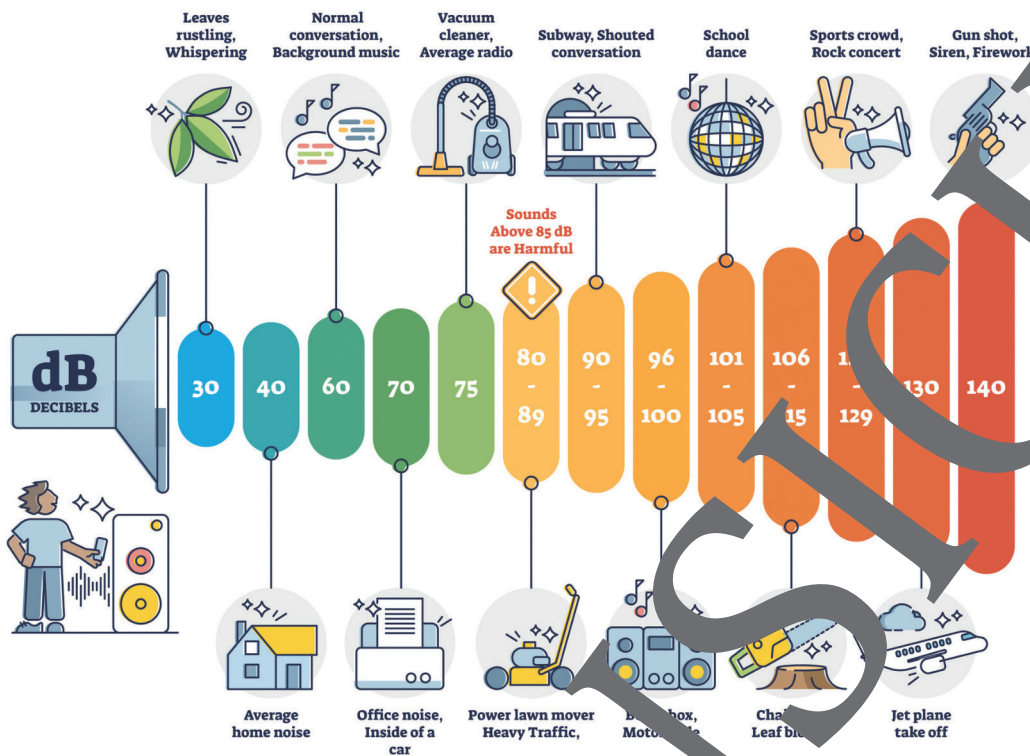 Leaves
rustling,
Whispering
Normal
conversation,
Background music
Vacuum
cleaner,
Average radio
Subway, Shouted
conversation
School
dance
Sports crowd,
Rock concert
Gun shot,
Siren,
Sounds
Above 85 dB
are Harmful
!
dB
DECIBELS
30
40
60
70
75
80
-
89
90
-
95
96
-
100
101
-
105
106
-
-
129
140
Average
home noise
Office noise,
Inside of a
car
Power lawn mover
Heavy Traffic,
Leaf
Jet plane
take off